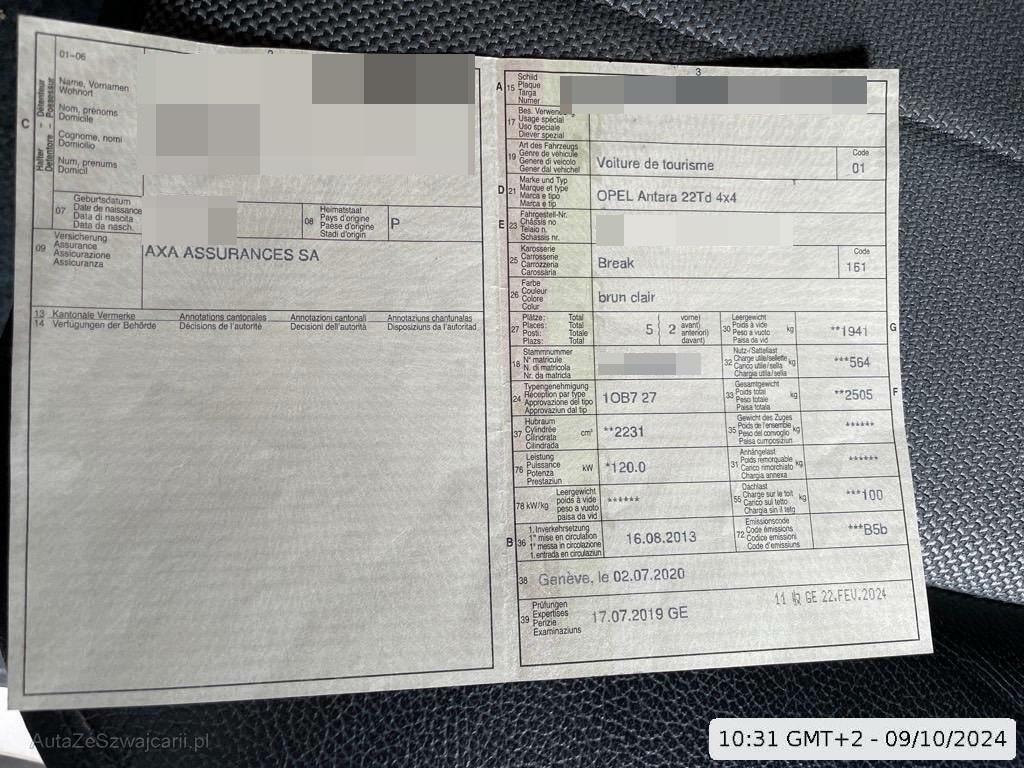 01-06
2
Name, Vornamen
Wohnort
Nom, prénoms
Domicile
Cognome, nomi
Domicilio
Num, prenums
Domicil
C
Halter - Détenteur
Detentore - Possessur
07
Geburtsdatum
Date de naissance
Data di nascita
Data da nasch.
08
Heimatstaat
Pays d'origine
Paese d'origine
Stadi d'origin
P
09
Versicherung
Assurance
Assicurazione
Assicuranza
AXA ASSURANCES SA
13 Kantonale Vermerke Annotations cantonales Annotazioni cantonali Annotaziuns chantunalas
14 Verfügungen der Behörde Décisions de l'autorité Decisioni dell'autorità Disposiziuns da l'autoritad
3
A 15
Schild
Plaque
Targa
Numer
17
Bes. Verwend
Usage spécial
Uso speciale
Diever spezial
19
Art des Fahrzeugs
Genre de véhicule
Genere di veicolo
Gener dal vehichel
Voiture de tourisme
Code
01
D 21
Marke und Typ
Marque et type
Marca e tipo
Marca e tip
OPEL Antara 22Td 4x4
E 23
Fahrgestell-Nr.
Châssis no
Telaio n.
Schassis nr.
25
Karosserie
Carrosserie
Carrozzeria
Carossaria
Break
Code
151
26
Farbe
Couleur
Colore
Colur
brun clair
27
Plätze: Total
Places: Total
Posti: Totale
Plazs: Total
5 { 2
vorne)
avant)
anteriori)
davant)
30
Leergewicht
Poids à vide
Peso a vuoto
Paisa da vid
kg
**1941
G
18
Stammnummer
N° matricule
N. di matricola
Nr. da matricla
32
Nutz-/Sattellast
Charge utile/sellette
Carico utile/sella
Chargia utila/sella
kg
***564
24
Typengenehmigung
Réception par type
Approvazione del tipo
Approvaziun dal tip
1OB7 27
33
Gesamtgewicht
Poids total
Peso totale
Paisa totala
kg
**2505
F
37
Hubraum
Cylindrée
Cilindrata
Cilindrada
cm³
**2231
35
Gewicht des Zuges
Poids de l'ensemble
Peso del convoglio
Paisa cumposiziun
kg
******
76
Leistung
Puissance
Potenza
Prestaziun
kW
*120.0
31
Anhängelast
Poids remorquable
Carico rimorchiato
Chargia annexa
kg
******
78 kW/kg
Leergewicht
poids à vide
peso a vuoto
paisa da vid
******
55
Dachlast
Charge sur le toit
Carico sul tetto
Chargia sin il tetg
kg
***100
B 36
1. Inverkehrsetzung
1re mise en circulation
1a messa in circolazione
1. entrada en circulaziun
16.08.2013
72
Emissionscode
Code émissions
Codice emissioni
Code d'emissiuns
***B5b
38
Genève, le 02.07.2020
39
Prüfungen
Expertises
Perizie
Examinaziuns
17.07.2019 GE
GE 22.FEV.2024
AutaZeSzwajcarii.pl
10:31 GMT+2 - 09/10/2024